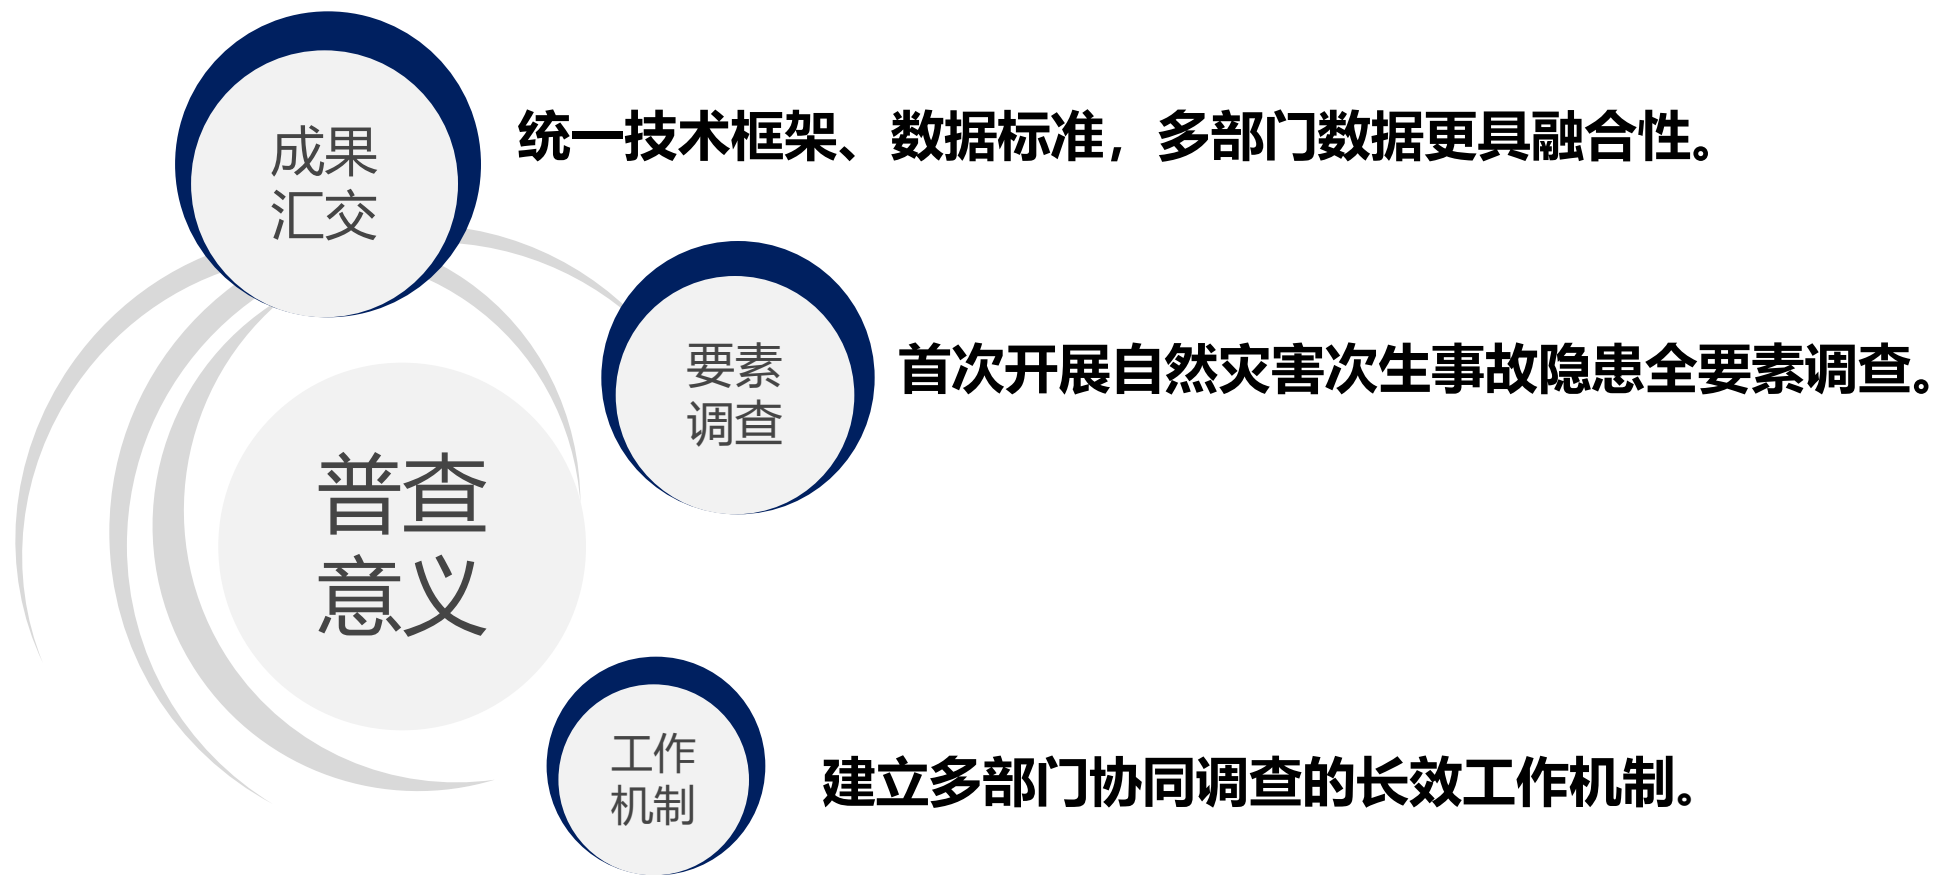 成果
汇交
统一技术框架、数据标准，多部门数据更具融合性。
要素
调查
首次开展自然灾害次生事故隐患全要素调查。
普查
意义
工作
机制
建立多部门协同调查的长效工作机制。